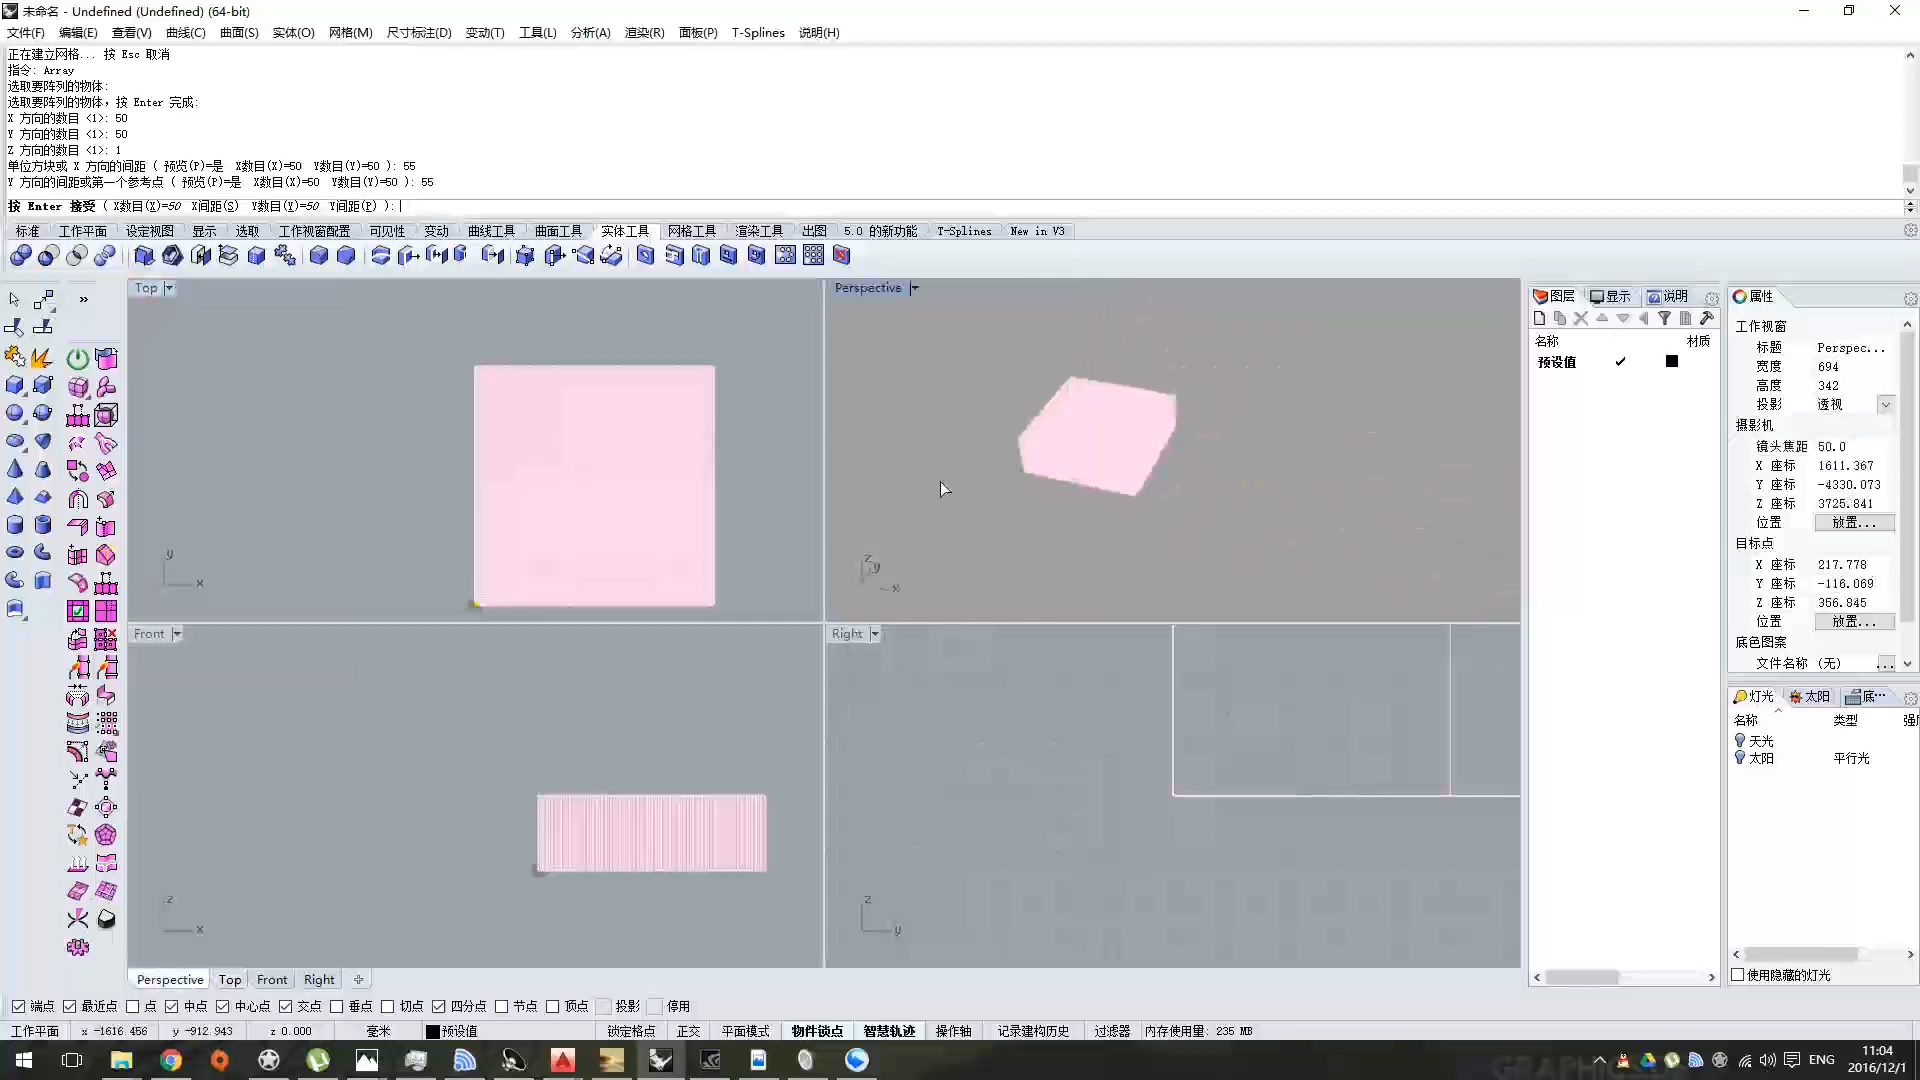 未命名 - Undefined (Undefined) (64-bit)
文件(F) 编辑(E) 查看(V) 曲线(C) 曲面(S) 实体(O) 网格(M) 尺寸标注(D) 变动(T) 工具(L) 分析(A) 渲染(R) 面板(P) T-Splines 说明(H)
正在建立网格... 按 Esc 取消
指令: Array
选取要阵列的物体:
选取要阵列的物体，按 Enter 完成:
X 方向的数目 <1>: 50
Y 方向的数目 <1>: 50
Z 方向的数目 <1>: 1
单位方块或 X 方向的间距 ( 预览(P)=是 X数目(X)=50 Y数目(Y)=50 ): 55
Y 方向的间距或第一个参考点 ( 预览(P)=是 X数目(X)=50 Y数目(Y)=50 ): 55
按 Enter 接受 ( X数目(X)=50 X间距(S) Y数目(Y)=50 Y间距(P) ):
标准 工作平面 设定视图 显示 选取 工作视窗配置 可见性 变动 曲线工具 曲面工具 实体工具 网格工具 渲染工具 出图 5.0 的新功能 T-Splines New in V3
Top
Perspective
y
x
z
y
x
Front
Right
z
x
z
y
Perspective Top Front Right
图层 显示 说明
名称 材质
预设值
属性
工作视窗
标题 Perspec...
宽度 694
高度 342
投影 透视
摄影机
镜头焦距 50.0
X 座标 1611.367
Y 座标 -4330.073
Z 座标 3725.841
位置 放置...
目标点
X 座标 217.778
Y 座标 -116.069
Z 座标 356.845
位置 放置...
底色图案
文件名称 (无) ...
灯光 太阳 底...
名称 类型
天光
太阳 平行光
使用隐藏的灯光
端点 最近点 点 中点 中心点 交点 垂点 切点 四分点 节点 顶点 投影 停用
工作平面 x -1616.456 y -912.943 z 0.000 毫米 预设值 锁定格点 正交 平面模式 物件锁点 智慧轨迹 操作轴 记录建构历史 过滤器 内存使用量: 235 MB
ENG
11:04
2016/12/1